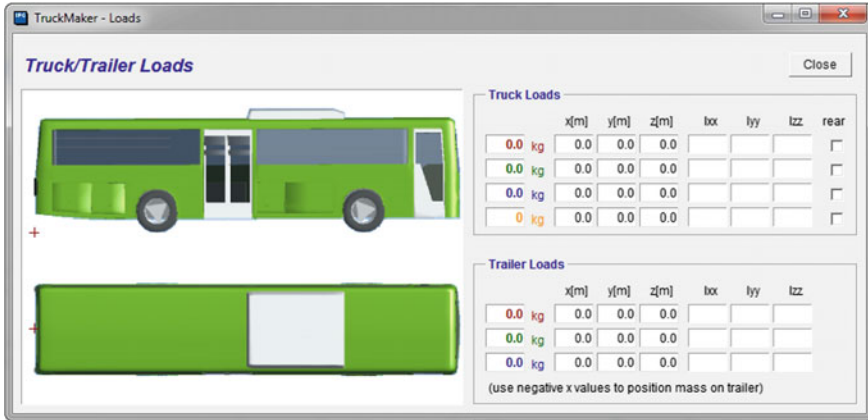 IPG TruckMaker - Loads
Truck/Trailer Loads
Close
Truck Loads
x[m] y[m] z[m] Ixx Iyy Izz rear
0.0 kg 0.0 0.0 0.0
0.0 kg 0.0 0.0 0.0
0.0 kg 0.0 0.0 0.0
0 kg 0.0 0.0 0.0
Trailer Loads
x[m] y[m] z[m] Ixx Iyy Izz
0.0 kg 0.0 0.0 0.0
0.0 kg 0.0 0.0 0.0
0.0 kg 0.0 0.0 0.0
(use negative x values to position mass on trailer)